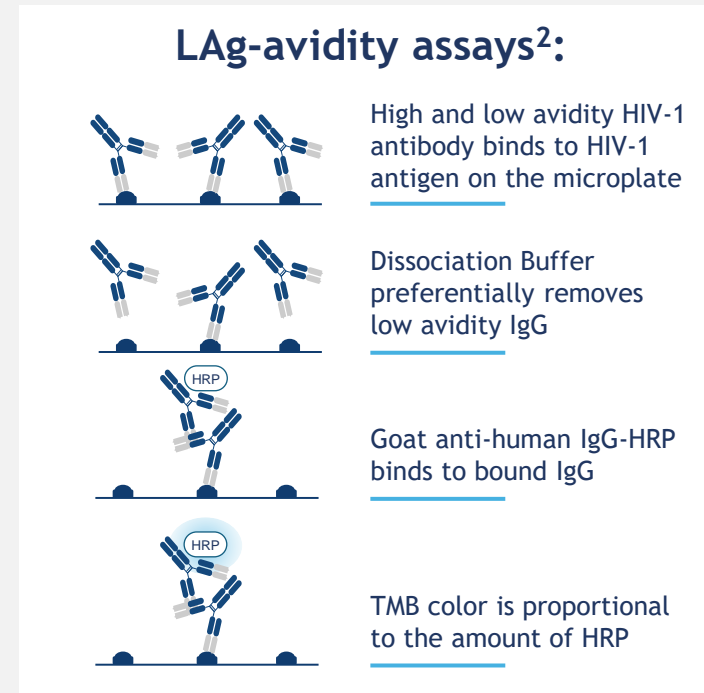 LAg-avidity assays²:
High and low avidity HIV-1
antibody binds to HIV-1
antigen on the microplate
Dissociation Buffer
preferentially removes
low avidity IgG
HRP
Goat anti-human IgG-HRP
binds to bound IgG
HRP
TMB color is proportional
to the amount of HRP